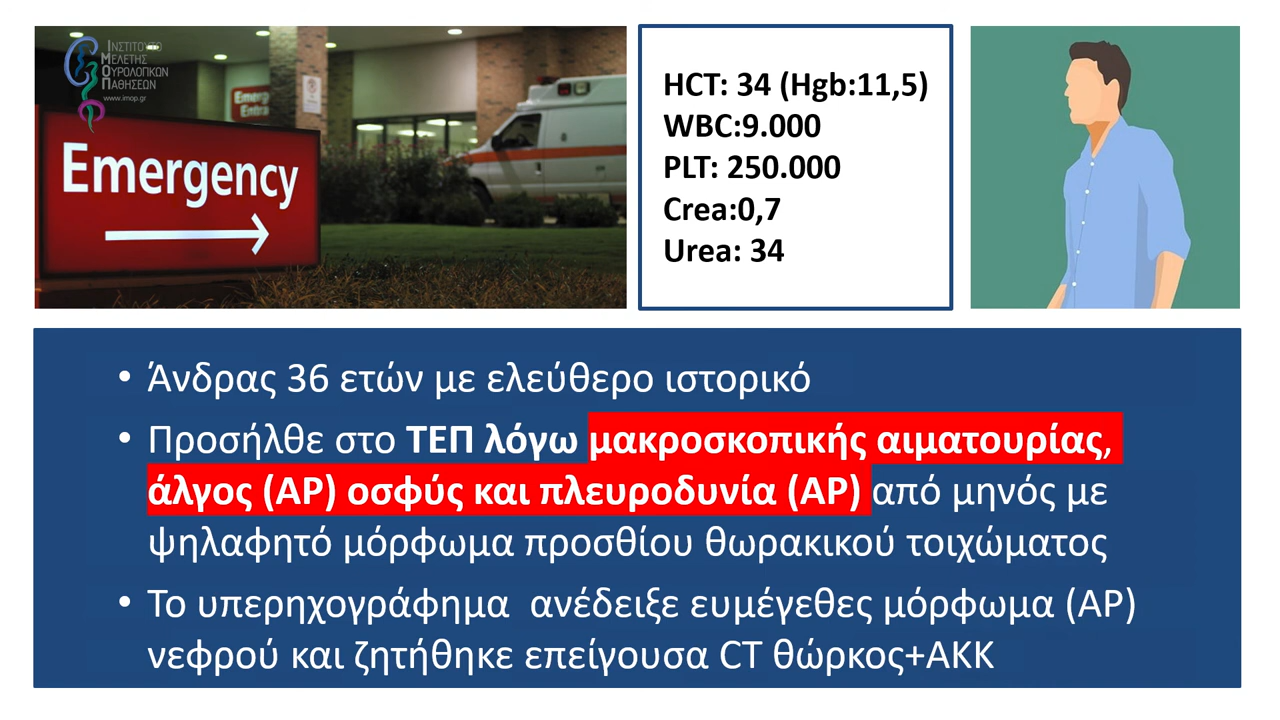 ΙΝΣΤΙΤΟΥΤΟ
ΜΕΛΕΤΗΣ
ΟΥΡΟΛΟΓΙΚΩΝ
ΠΑΘΗΣΕΩΝ
www.imop.gr
Emerg
Entra
Emergency
HCT: 34 (Hgb:11,5)
WBC:9.000
PLT: 250.000
Crea:0,7
Urea: 34
• Άνδρας 36 ετών με ελεύθερο ιστορικό
• Προσήλθε στο ΤΕΠ λόγω μακροσκοπικής αιματουρίας,
άλγος (ΑΡ) οσφύς και πλευροδυνία (ΑΡ) από μηνός με
ψηλαφητό μόρφωμα προσθίου θωρακικού τοιχώματος
• Το υπερηχογράφημα ανέδειξε ευμέγεθες μόρφωμα (ΑΡ)
νεφρού και ζητήθηκε επείγουσα CT θώρκος+ΑΚΚ